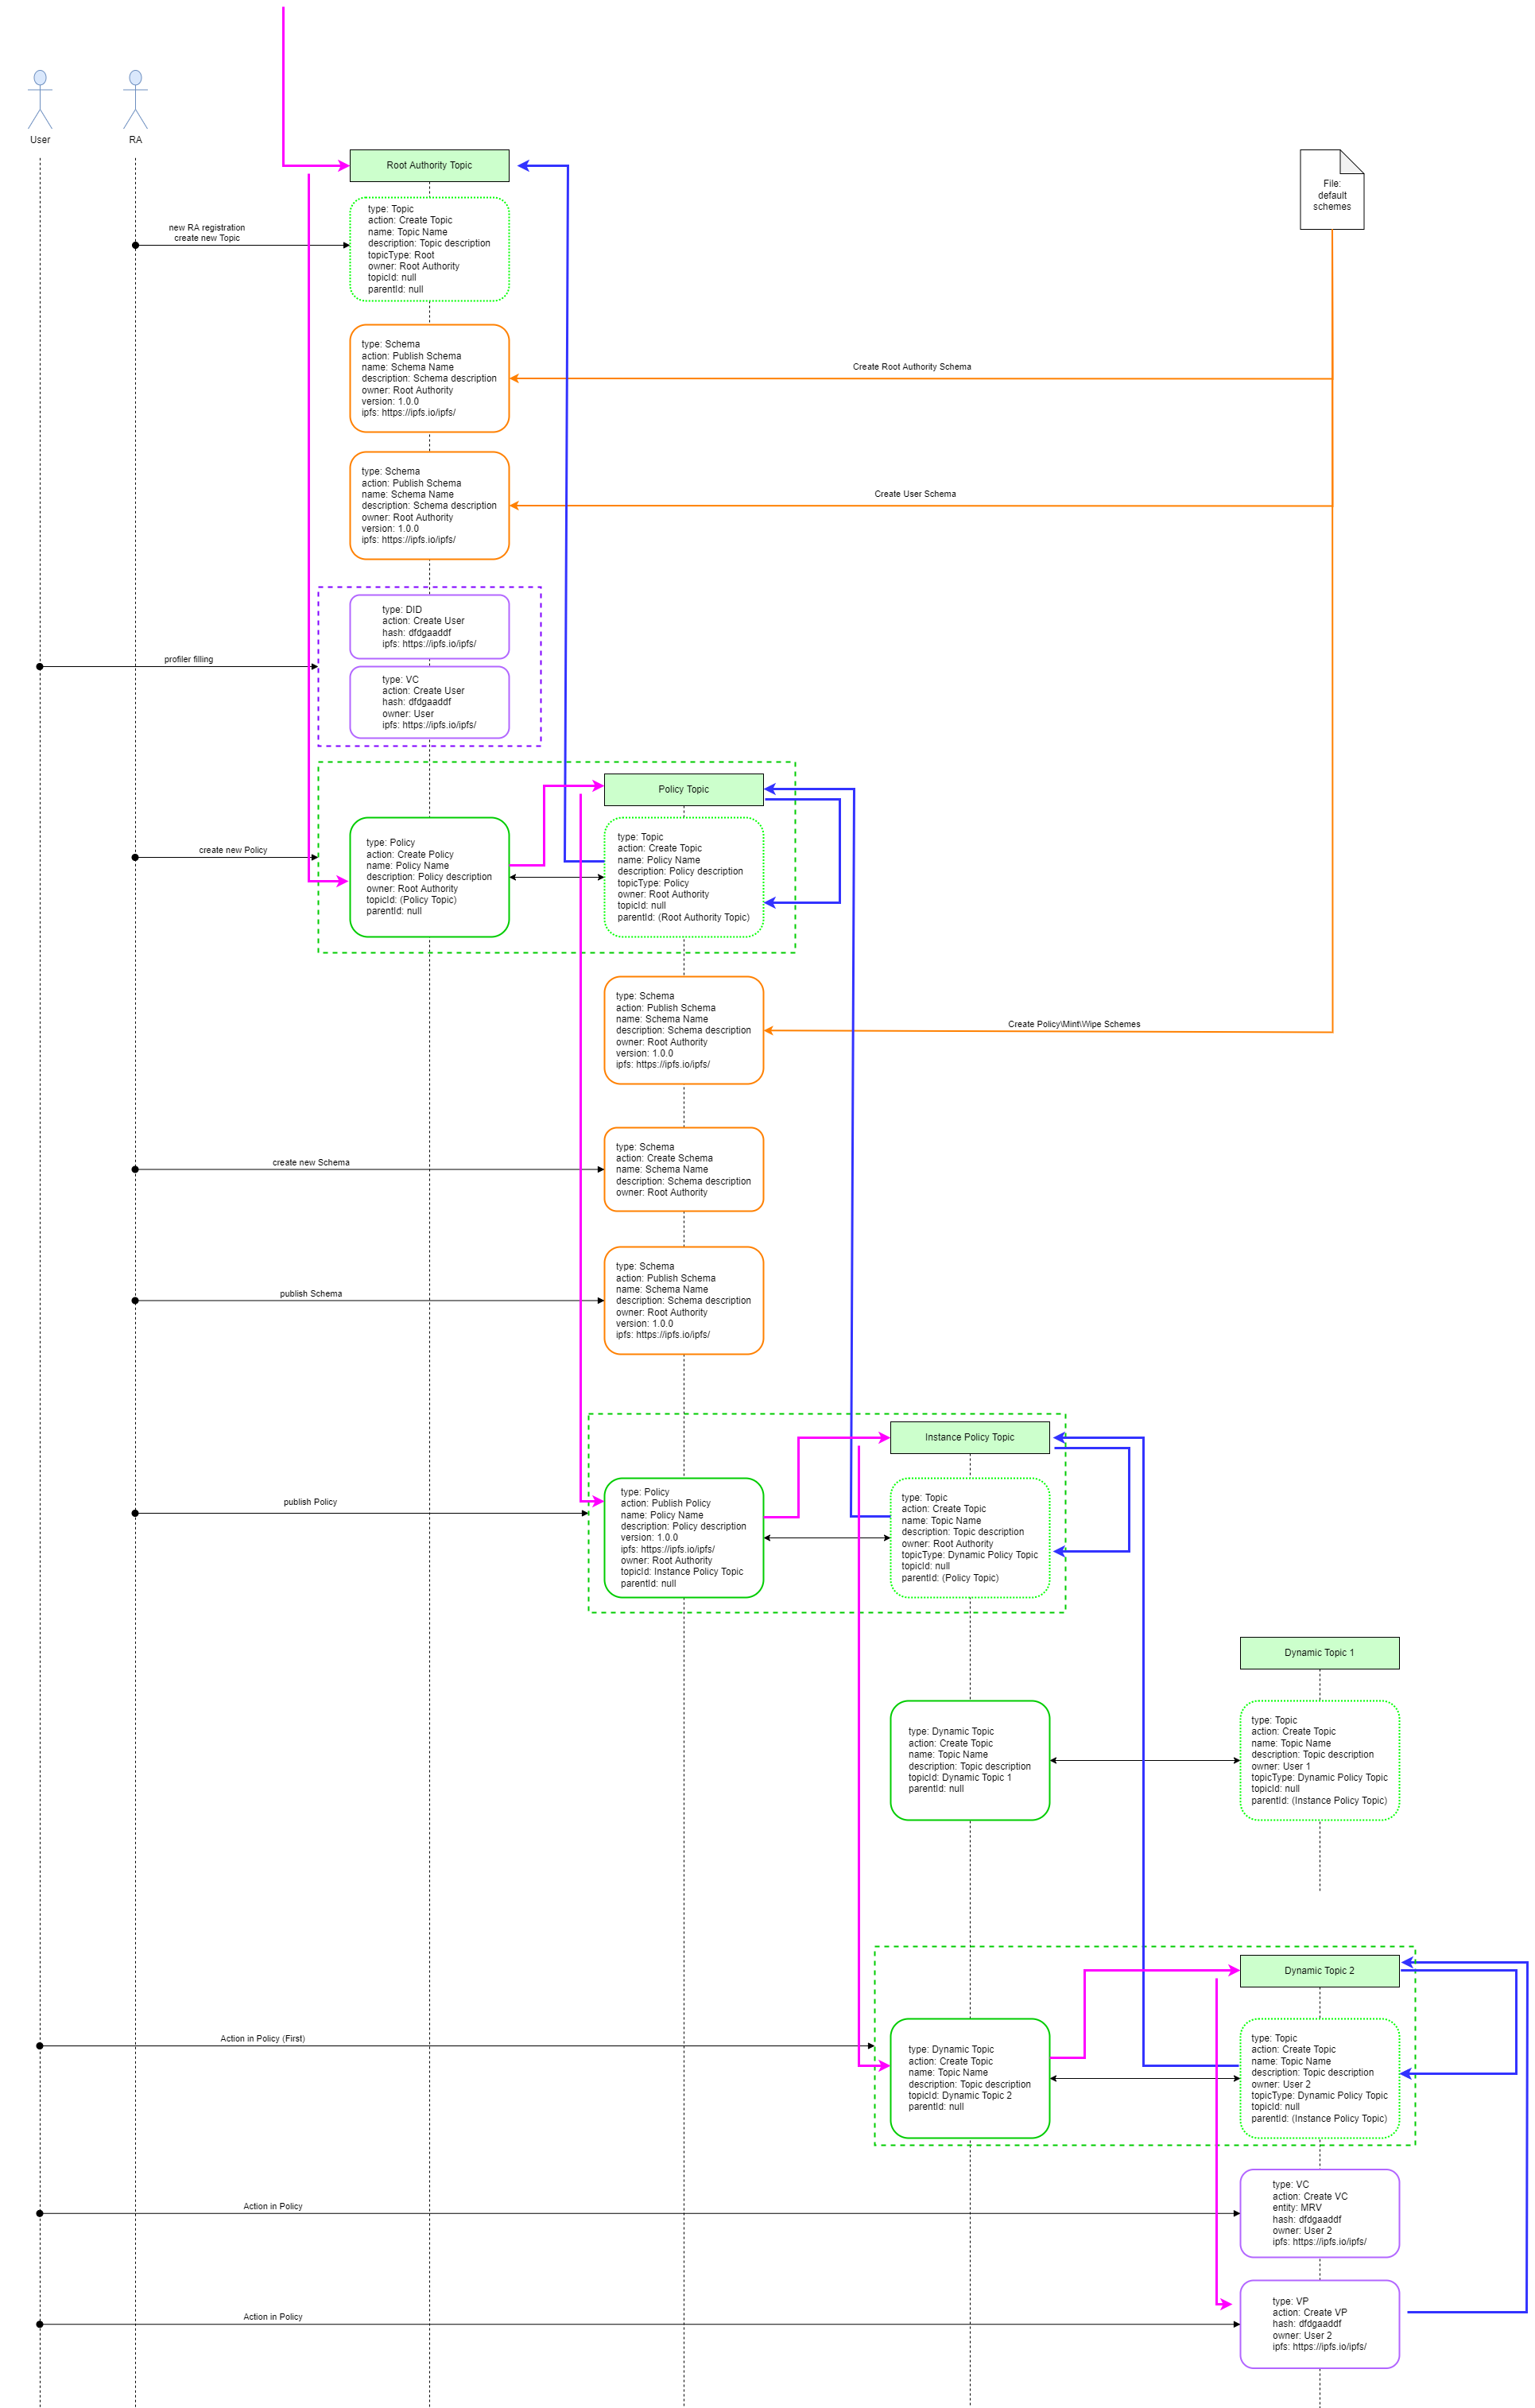 User
RA
Root Authority Topic
File:
default
schemes
type: Topic
action: Create Topic
name: Topic Name
description: Topic description
topicType: Root
owner: Root Authority
topicId: null
parentId: null
new RA registration
create new Topic
type: Schema
action: Publish Schema
name: Schema Name
description: Schema description
owner: Root Authority
version: 1.0.0
ipfs: https://ipfs.io/ipfs/
Create Root Authority Schema
type: Schema
action: Publish Schema
name: Schema Name
description: Schema description
owner: Root Authority
version: 1.0.0
ipfs: https://ipfs.io/ipfs/
Create User Schema
type: DID
action: Create User
hash: dfdgaaddf
ipfs: https://ipfs.io/ipfs/
profiler filling
type: VC
action: Create User
hash: dfdgaaddf
owner: User
ipfs: https://ipfs.io/ipfs/
Policy Topic
create new Policy
type: Policy
action: Create Policy
name: Policy Name
description: Policy description
owner: Root Authority
topicId: (Policy Topic)
parentId: null
type: Topic
action: Create Topic
name: Policy Name
description: Policy description
topicType: Policy
owner: Root Authority
topicId: null
parentId: (Root Authority Topic)
type: Schema
action: Publish Schema
name: Schema Name
description: Schema description
owner: Root Authority
version: 1.0.0
ipfs: https://ipfs.io/ipfs/
Create Policy\Mint\Wipe Schemes
create new Schema
type: Schema
action: Create Schema
name: Schema Name
description: Schema description
owner: Root Authority
publish Schema
type: Schema
action: Publish Schema
name: Schema Name
description: Schema description
owner: Root Authority
version: 1.0.0
ipfs: https://ipfs.io/ipfs/
Instance Policy Topic
publish Policy
type: Policy
action: Publish Policy
name: Policy Name
description: Policy description
version: 1.0.0
ipfs: https://ipfs.io/ipfs/
owner: Root Authority
topicId: Instance Policy Topic
parentId: null
type: Topic
action: Create Topic
name: Topic Name
description: Topic description
owner: Root Authority
topicType: Dynamic Policy Topic
topicId: null
parentId: (Policy Topic)
Dynamic Topic 1
type: Dynamic Topic
action: Create Topic
name: Topic Name
description: Topic description
topicId: Dynamic Topic 1
parentId: null
type: Topic
action: Create Topic
name: Topic Name
description: Topic description
owner: User 1
topicType: Dynamic Policy Topic
topicId: null
parentId: (Instance Policy Topic)
Dynamic Topic 2
Action in Policy (First)
type: Dynamic Topic
action: Create Topic
name: Topic Name
description: Topic description
topicId: Dynamic Topic 2
parentId: null
type: Topic
action: Create Topic
name: Topic Name
description: Topic description
owner: User 2
topicType: Dynamic Policy Topic
topicId: null
parentId: (Instance Policy Topic)
Action in Policy
type: VC
action: Create VC
entity: MRV
hash: dfdgaaddf
owner: User 2
ipfs: https://ipfs.io/ipfs/
Action in Policy
type: VP
action: Create VP
hash: dfdgaaddf
owner: User 2
ipfs: https://ipfs.io/ipfs/